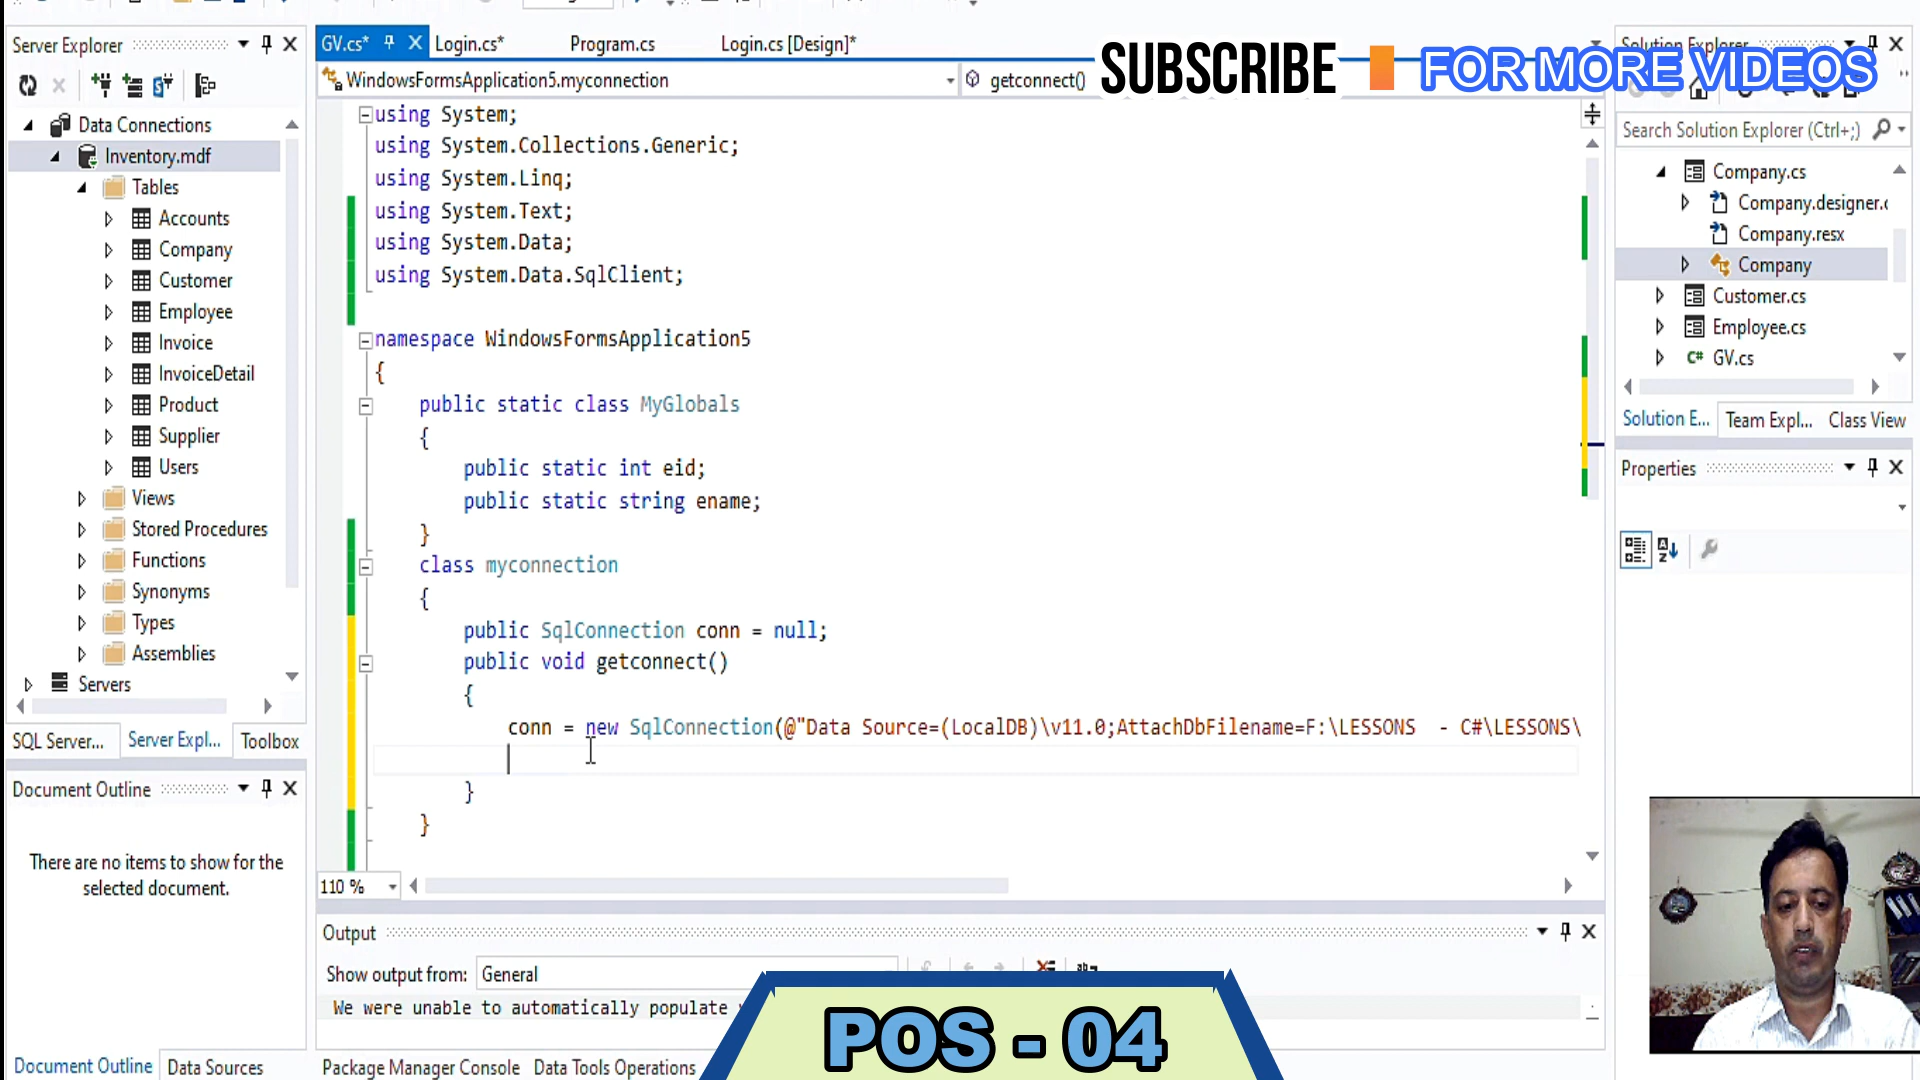 SUBSCRIBE
FOR MORE VIDEOS
Server Explorer
Data Connections
Inventory.mdf
Tables
Accounts
Company
Customer
Employee
Invoice
InvoiceDetail
Product
Supplier
Users
Views
Stored Procedures
Functions
Synonyms
Types
Assemblies
Servers
SQL Server...
Server Expl...
Toolbox
Document Outline
There are no items to show for the
selected document.
Document Outline
Data Sources
GV.cs*
Login.cs*
Program.cs
Login.cs [Design]*
WindowsFormsApplication5.myconnection
getconnect()
using System;
using System.Collections.Generic;
using System.Linq;
using System.Text;
using System.Data;
using System.Data.SqlClient;
namespace WindowsFormsApplication5
{
public static class MyGlobals
{
public static int eid;
public static string ename;
}
class myconnection
{
public SqlConnection conn = null;
public void getconnect()
{
conn = new SqlConnection(@"Data Source=(LocalDB)\v11.0;AttachDbFilename=F:\LESSONS  - C#\LESSONS\
}
}
110 %
Output
Show output from:
General
We were unable to automatically populate
Package Manager Console
Data Tools Operations
POS - 04
Solution Explorer
Search Solution Explorer (Ctrl+;)
Company.cs
Company.designer.c
Company.resx
Company
Customer.cs
Employee.cs
C# GV.cs
Solution E...
Team Expl...
Class View
Properties